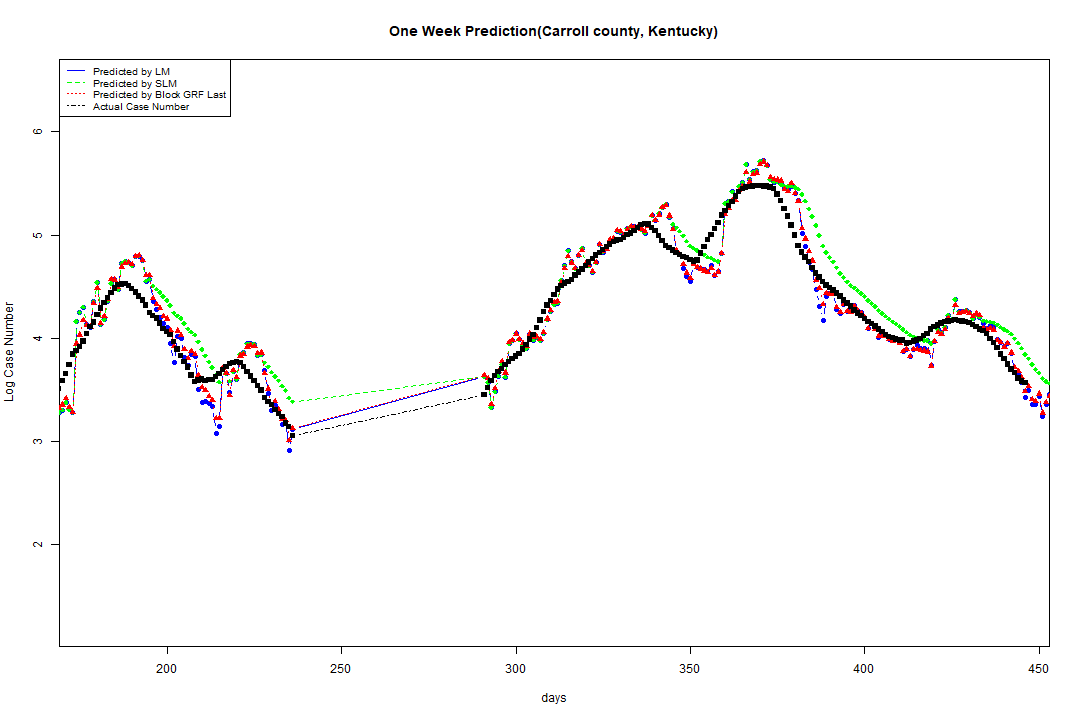 One Week Prediction(Carroll county, Kentucky)
Predicted by LM
Predicted by SLM
Predicted by Block GRF Last
Actual Case Number
6
5
4
3
2
Log Case Number
200 250 300 350 400 450
days